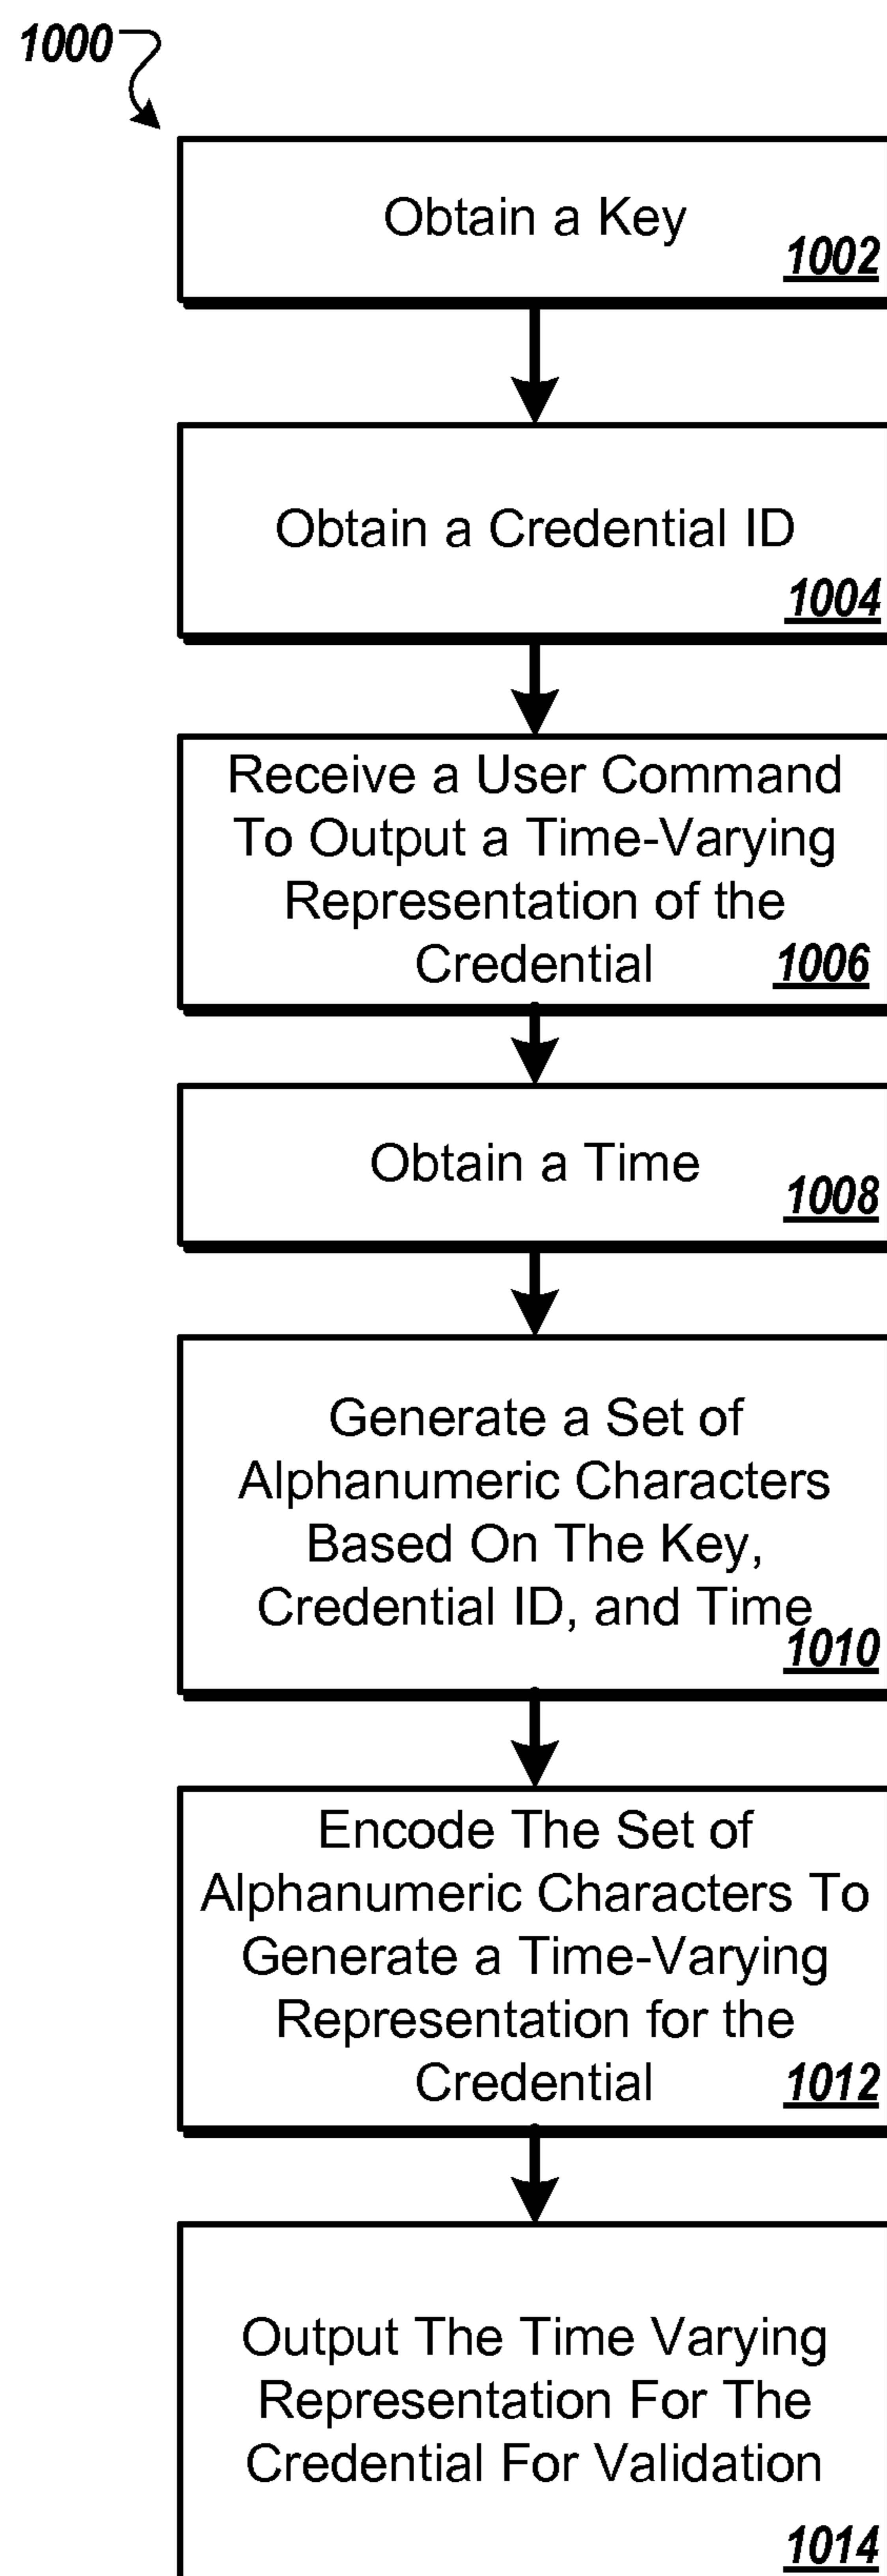 1000
Obtain a Key
1002
Obtain a Credential ID
1004
Receive a User Command
To Output a Time-Varying
Representation of the
Credential 1006
Obtain a Time
1008
Generate a Set of
Alphanumeric Characters
Based On The Key,
Credential ID, and Time
1010
Encode The Set of
Alphanumeric Characters To
Generate a Time-Varying
Representation for the
Credential 1012
Output The Time Varying
Representation For The
Credential For Validation
1014